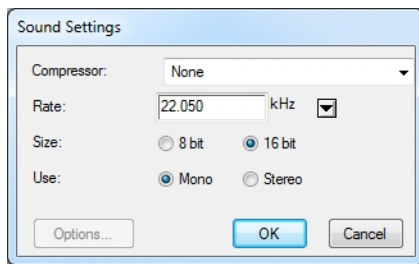 Sound Settings
Compressor: None
Rate: 22.050 kHz
Size: 8 bit 16 bit
Use: Mono Stereo
Options... OK Cancel